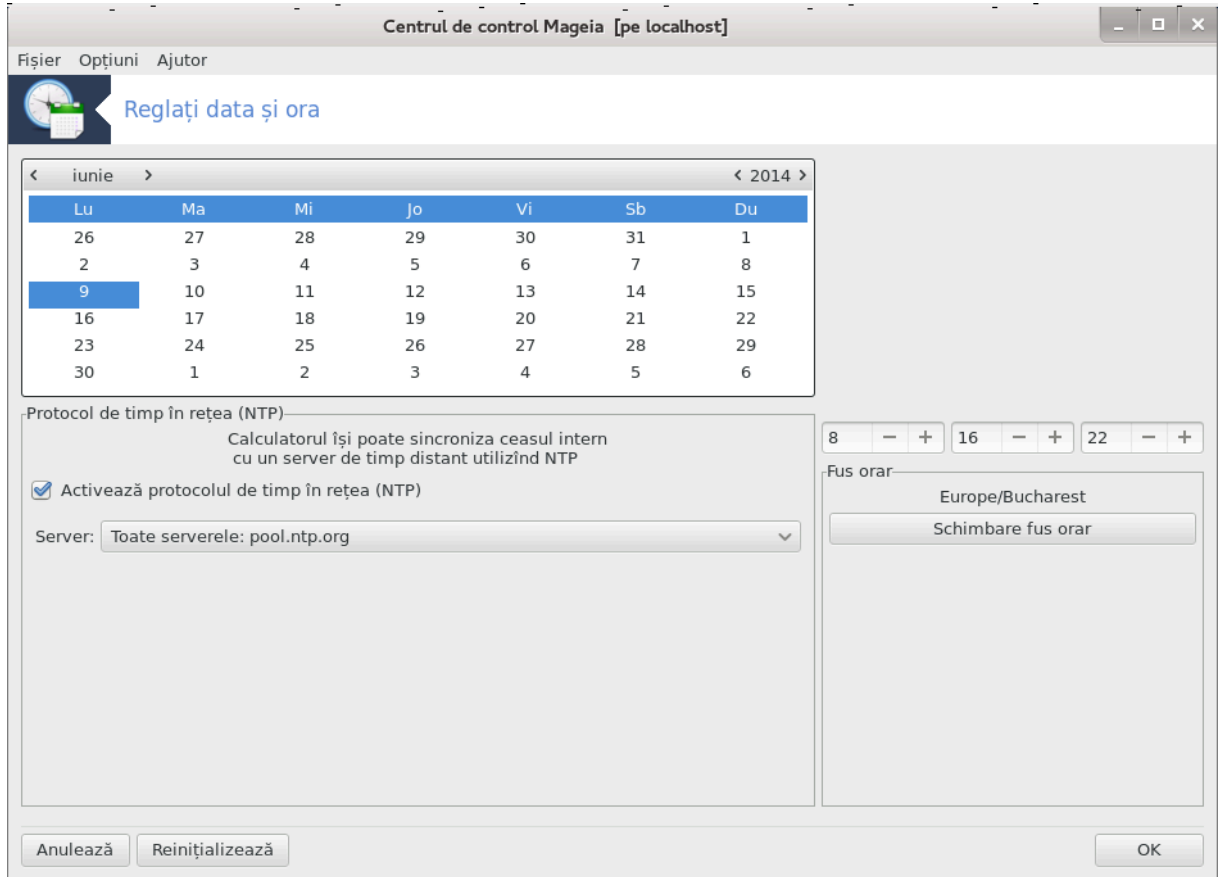 Centrul de control Mageia [pe localhost]
Fișier Opțiuni Ajutor
Reglați data și ora
iunie 2014
Lu Ma Mi Jo Vi Sb Du
26 27 28 29 30 31 1
2 3 4 5 6 7 8
9 10 11 12 13 14 15
16 17 18 19 20 21 22
23 24 25 26 27 28 29
30 1 2 3 4 5 6
Protocol de timp în rețea (NTP)
Calculatorul își poate sincroniza ceasul intern
cu un server de timp distant utilizînd NTP
Activează protocolul de timp în rețea (NTP)
Server: Toate serverele: pool.ntp.org
8 − + 16 − + 22 − +
Fus orar
Europe/Bucharest
Schimbare fus orar
Anulează Reinițializează OK